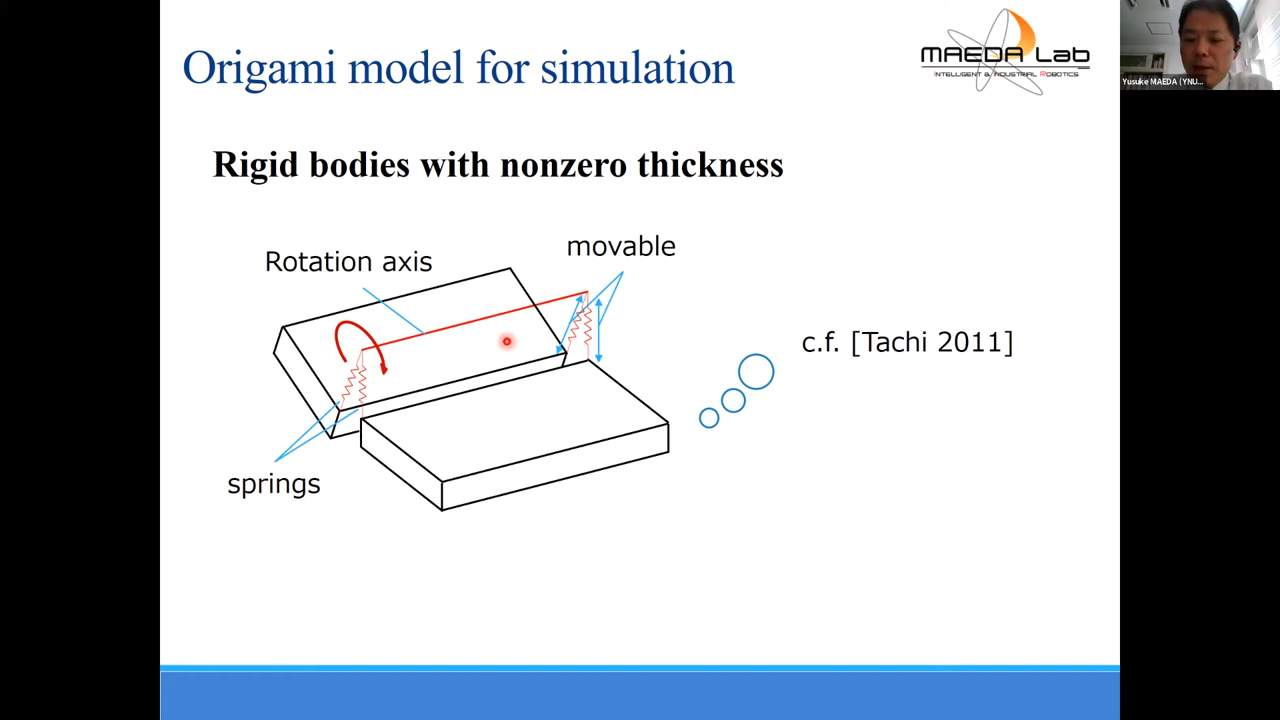 Origami model for simulation
MAEDA Lab
INTELLIGENT & INDUSTRIAL ROBOTICS
Yusuke MAEDA (YNU...
Rigid bodies with nonzero thickness
movable
Rotation axis
c.f. [Tachi 2011]
springs